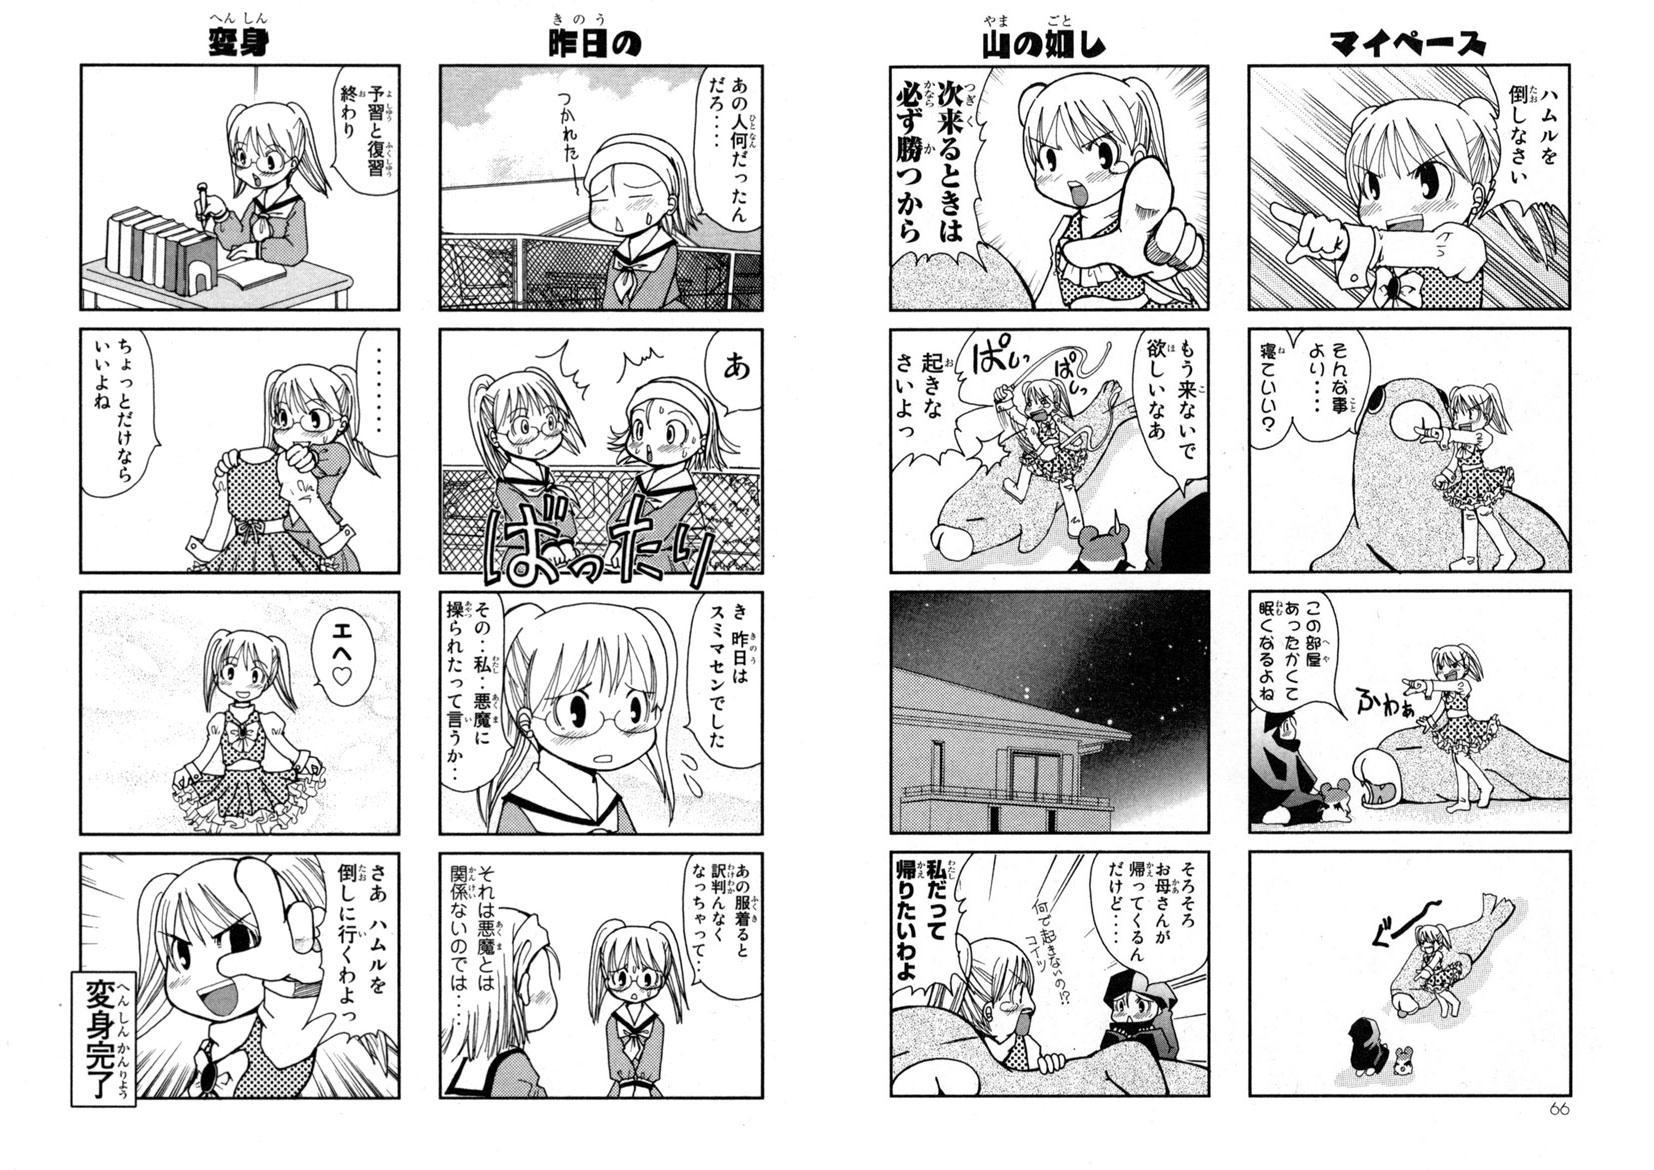 マイペース
ハムルを
倒しなさい
そんな事
より‥‥
寝ていい？
この部屋
あったかくて
眠くなるよね
ふわぁ
66
山の如し
次来るときは
必ず勝つから
もう来ないで
欲しいなあ
ぱしっ
ぱしっ
起きな
さいよっ
そろそろ
お母さんが
帰ってくるん
だけど‥‥
何で起きないの!?
コイツ
私だって
帰りたいわよ
昨日の
あの人何だったん
だろ‥‥
つかれた
あ
ばったり
き 昨日は
スミマセンでした
その‥私‥悪魔に
操られたって言うか‥
あの服着ると
訳判んなく
なっちゃって‥
それは悪魔とは
関係ないのでは‥‥
変身
予習と復習
終わり
‥‥‥‥
ちょっとだけなら
いいよね
エヘ♡
さあ ハムルを
倒しに行くわよっ
変身完了